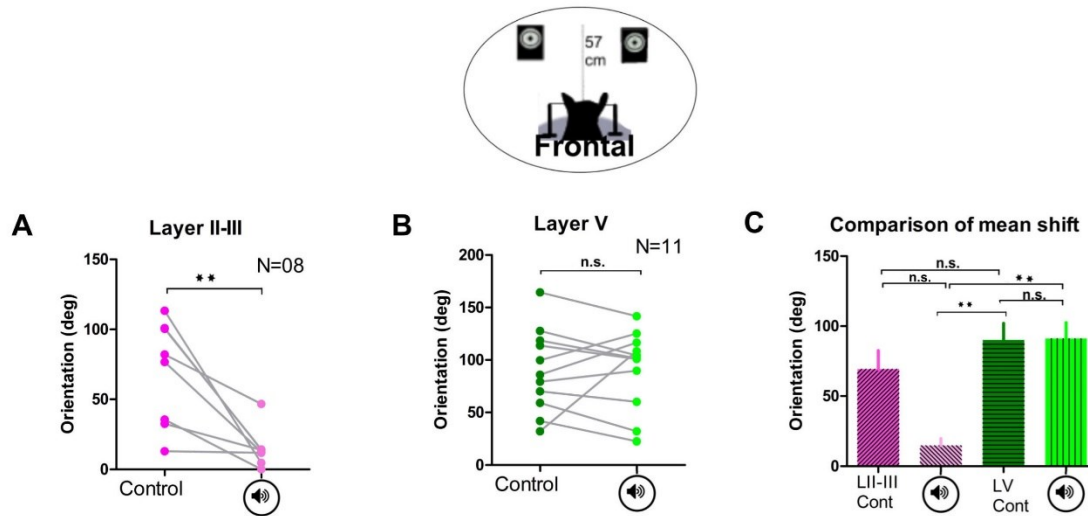 57
cm
Frontal
A
Layer II-III
N=08
**
Orientation (deg)
150
100
50
0
Control
B
Layer V
N=11
n.s.
Orientation (deg)
200
150
100
50
0
Control
C
Comparison of mean shift
n.s.
n.s.
**
**
n.s.
Orientation (deg)
150
100
50
0
LII-III
Cont
LV
Cont